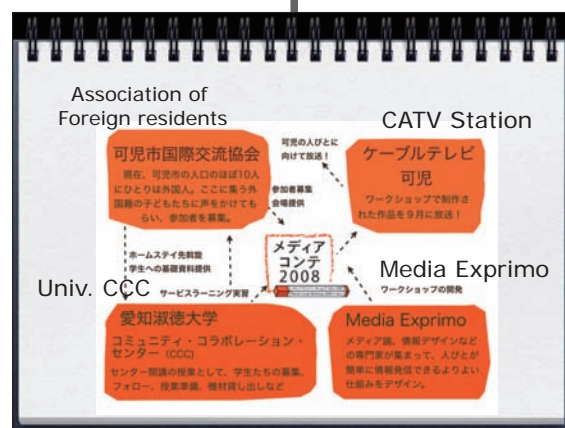 Association of
Foreign residents
CATV Station
可児市国際交流協会
現在、可児市の人口のほぼ10人
にひとりは外国人。ここに集う外
国籍の子どもたちに声をかけても
らい、参加者を募集。
可児の人びとに
向けて放送！
ケーブルテレビ
可児
ワークショップで制作さ
れた作品を９月に放送！
参加者募集
会場提供
メディア
コンテ
2008
ホームステイ先斡旋
学生への基礎資料提供
Univ. CCC
サービスラーニング実習
Media Exprimo
ワークショップの開発
愛知淑徳大学
コミュニティ・コラボレーション・
センター (CCC)
センター開講の授業として、学生たちの募集、
フォロー、授業準備、機材貸し出しなど
Media Exprimo
メディア論、情報デザインなど
の専門家が集まって、人びとが
簡単に情報発信できるよりよい
仕組みをデザイン。